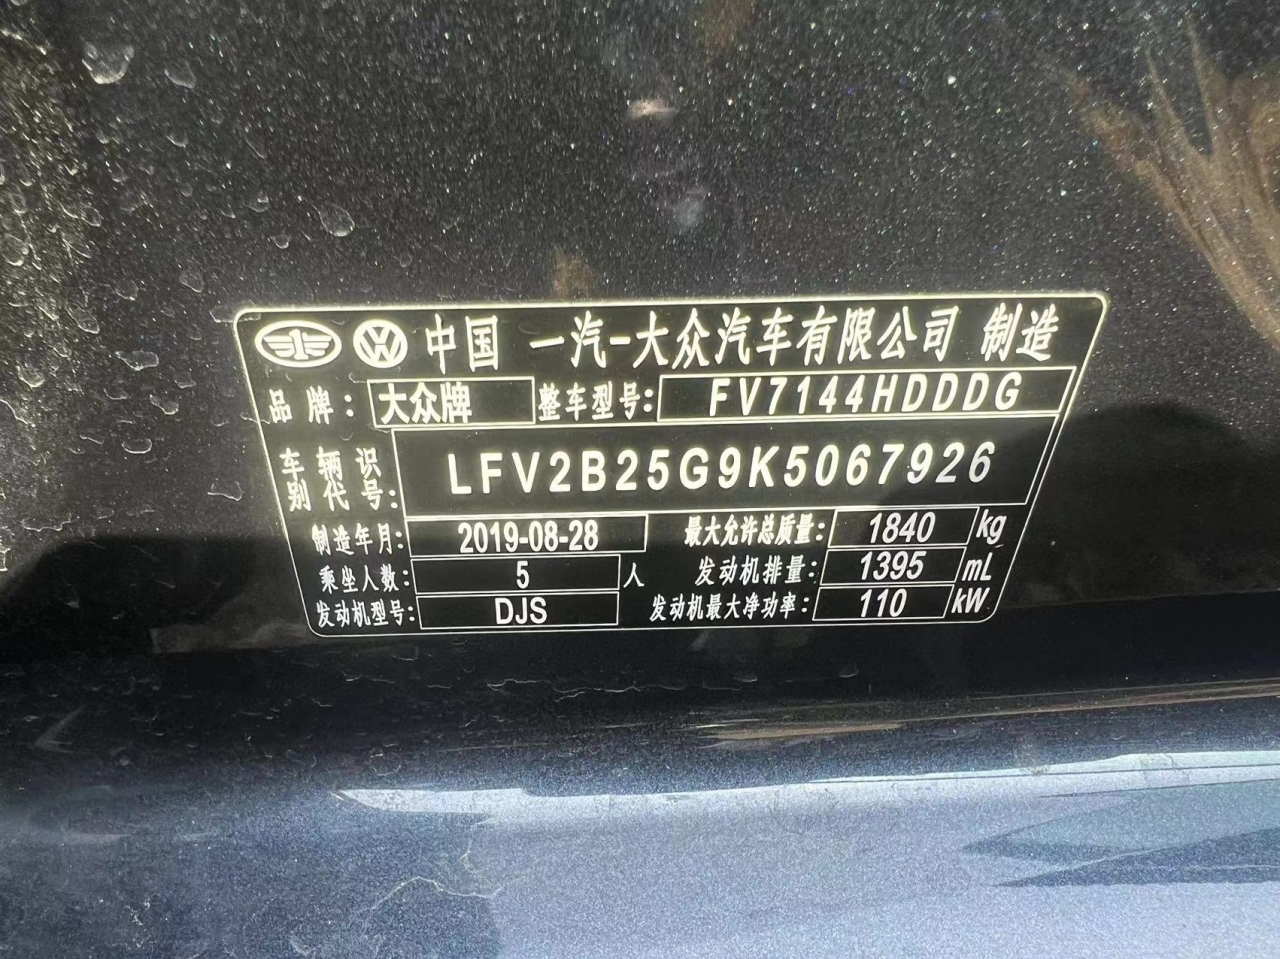 中国 一汽-大众汽车有限公司 制造
品牌: 大众牌 整车型号: FV7144HDDDG
车辆识别代号: LFV2B25G9K5067926
制造年月: 2019-08-28 最大允许总质量: 1840 kg
乘坐人数: 5 人 发动机排量: 1395 mL
发动机型号: DJS 发动机最大净功率: 110 kW